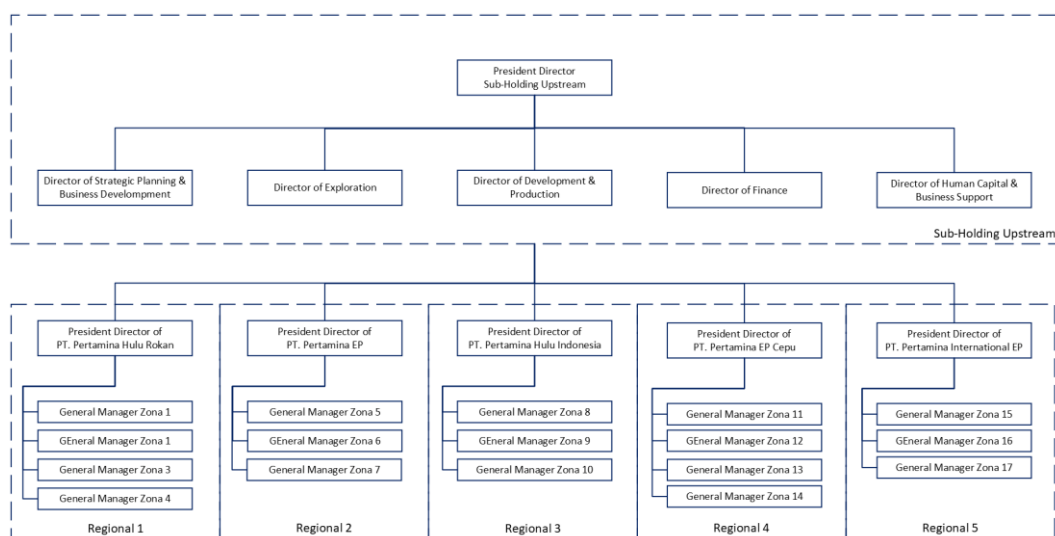 President Director
Sub-Holding Upstream
Director of Strategic Planning &
Business Develompment
Director of Exploration
Director of Development &
Production
Director of Finance
Director of Human Capital &
Business Support
Sub-Holding Upstream
President Director of
PT. Pertamina Hulu Rokan
General Manager Zona 1
GEneral Manager Zona 1
General Manager Zona 3
General Manager Zona 4
Regional 1
President Director of
PT. Pertamina EP
General Manager Zona 5
GEneral Manager Zona 6
General Manager Zona 7
Regional 2
President Director of
PT. Pertamina Hulu Indonesia
General Manager Zona 8
GEneral Manager Zona 9
General Manager Zona 10
Regional 3
President Director of
PT. Pertamina EP Cepu
General Manager Zona 11
GEneral Manager Zona 12
General Manager Zona 13
General Manager Zona 14
Regional 4
President Director of
PT. Pertamina International EP
General Manager Zona 15
GEneral Manager Zona 16
General Manager Zona 17
Regional 5